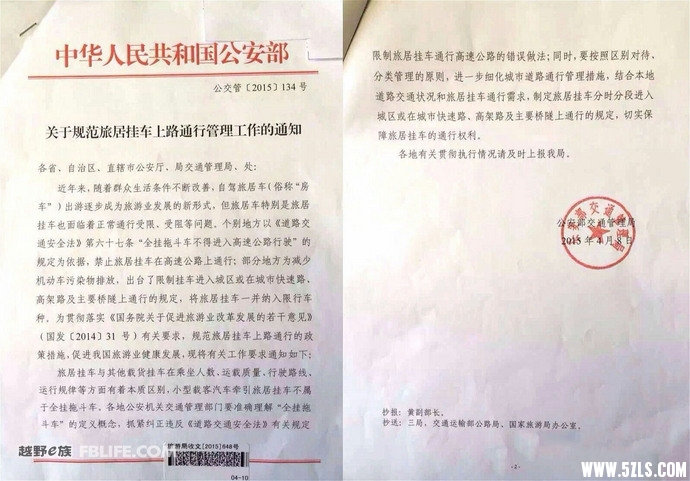 中华人民共和国公安部
公交管〔2015〕134 号
关于规范旅居挂车上路通行管理工作的通知
各省、自治区、直辖市公安厅、局交通管理局、处：
近年来，随着群众生活条件不断改善，自驾旅居车（俗称“房
车”）出游逐步成为旅游业发展的新形式，但旅居车特别是旅居
挂车也面临着正常通行受限、受限等问题。个别地方以《道路交
通安全法》第六十七条“全挂拖斗车不得进入高速公路行驶”的
规定为依据，禁止旅居挂车在高速公路上通行；部分地方为减少
机动车污染物排放，出台了限制挂车进入城区或在城市快速路、
高架路及主要桥隧上通行的规定，将旅居挂车一并纳入限行车
种。为贯彻落实《国务院关于促进旅游业改革发展的若干意见》
（国发〔2014〕31 号）有关要求，规范旅居挂车上路通行的政
策措施，促进我国旅游业健康发展，现将有关工作要求通知如下：
旅居挂车与其他载货挂车在乘坐人数、运载质量、行驶路线、
运行规律等方面有着本质区别，小型载客汽车牵引旅居挂车不属
于全挂拖斗车。各地公安机关交通管理部门要准确理解“全挂拖
斗车”的定义概念，抓紧纠正违反《道路交通安全法》有关规定
旅游局收文[2015]648号
04-10
越野e族 FBLIFE.COM
限制旅居挂车通行高速公路的错误做法；同时，要按照区别对待、
分类管理的原则，进一步细化城市道路通行管理措施，结合本地
道路交通状况和旅居挂车通行需求，制定旅居挂车分时分段进入
城区或在城市快速路、高架路及主要桥隧上通行的规定，切实保
障旅居挂车的通行权利。
各地有关贯彻执行情况请及时上报我局。
公安部交通管理局
2015 年 4 月 8 日
抄报：黄副部长。
抄送：三局，交通运输部公路局、国家旅游局办公室。
- 2 -
WWW.5ZLS.COM